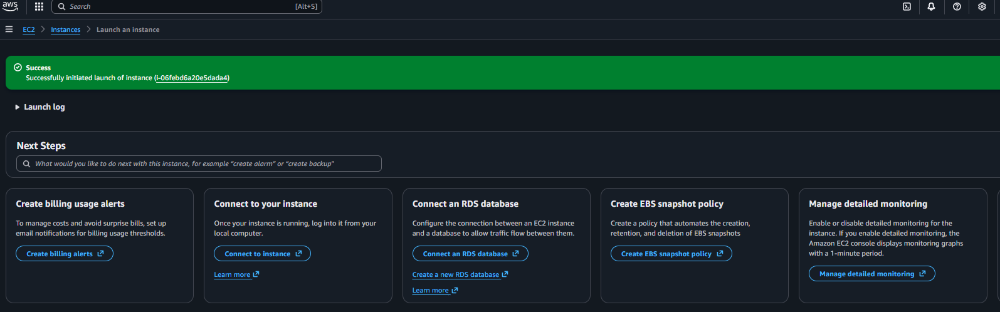 aws
Search [Alt+S]
EC2 > Instances > Launch an instance
Success
Successfully initiated launch of instance (i-06febd6a20e5dada4)
Launch log
Next Steps
What would you like to do next with this instance, for example “create alarm” or “create backup”
Create billing usage alerts
To manage costs and avoid surprise bills, set up
email notifications for billing usage thresholds.
Create billing alerts
Connect to your instance
Once your instance is running, log into it from your
local computer.
Connect to instance
Learn more
Connect an RDS database
Configure the connection between an EC2 instance
and a database to allow traffic flow between them.
Connect an RDS database
Create a new RDS database
Learn more
Create EBS snapshot policy
Create a policy that automates the creation,
retention, and deletion of EBS snapshots
Create EBS snapshot policy
Manage detailed monitoring
Enable or disable detailed monitoring for the
instance. If you enable detailed monitoring, the
Amazon EC2 console displays monitoring graphs
with a 1-minute period.
Manage detailed monitoring